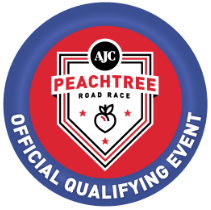 AJC
PEACHTREE
ROAD RACE
OFFICIAL QUALIFYING EVENT